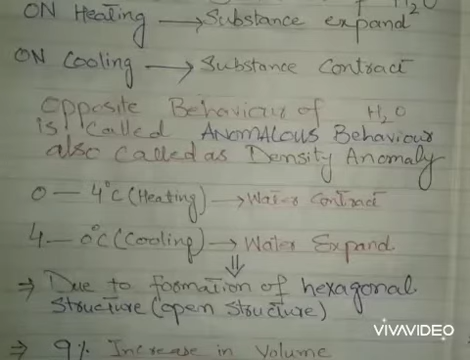 H2O
ON Heating → Substance expand
ON Cooling → Substance Contract
Opposite Behaviour of H2O
is Called ANOMALOUS Behaviour
also called as Density Anomaly
0 – 4°C (Heating) → Water Contract
4 – 0°C (Cooling) → Water Expand
⇓
⇒ Due to formation of hexagonal
Structure (open structure)
⇒ 9% Increase in Volume
VIVAVIDEO